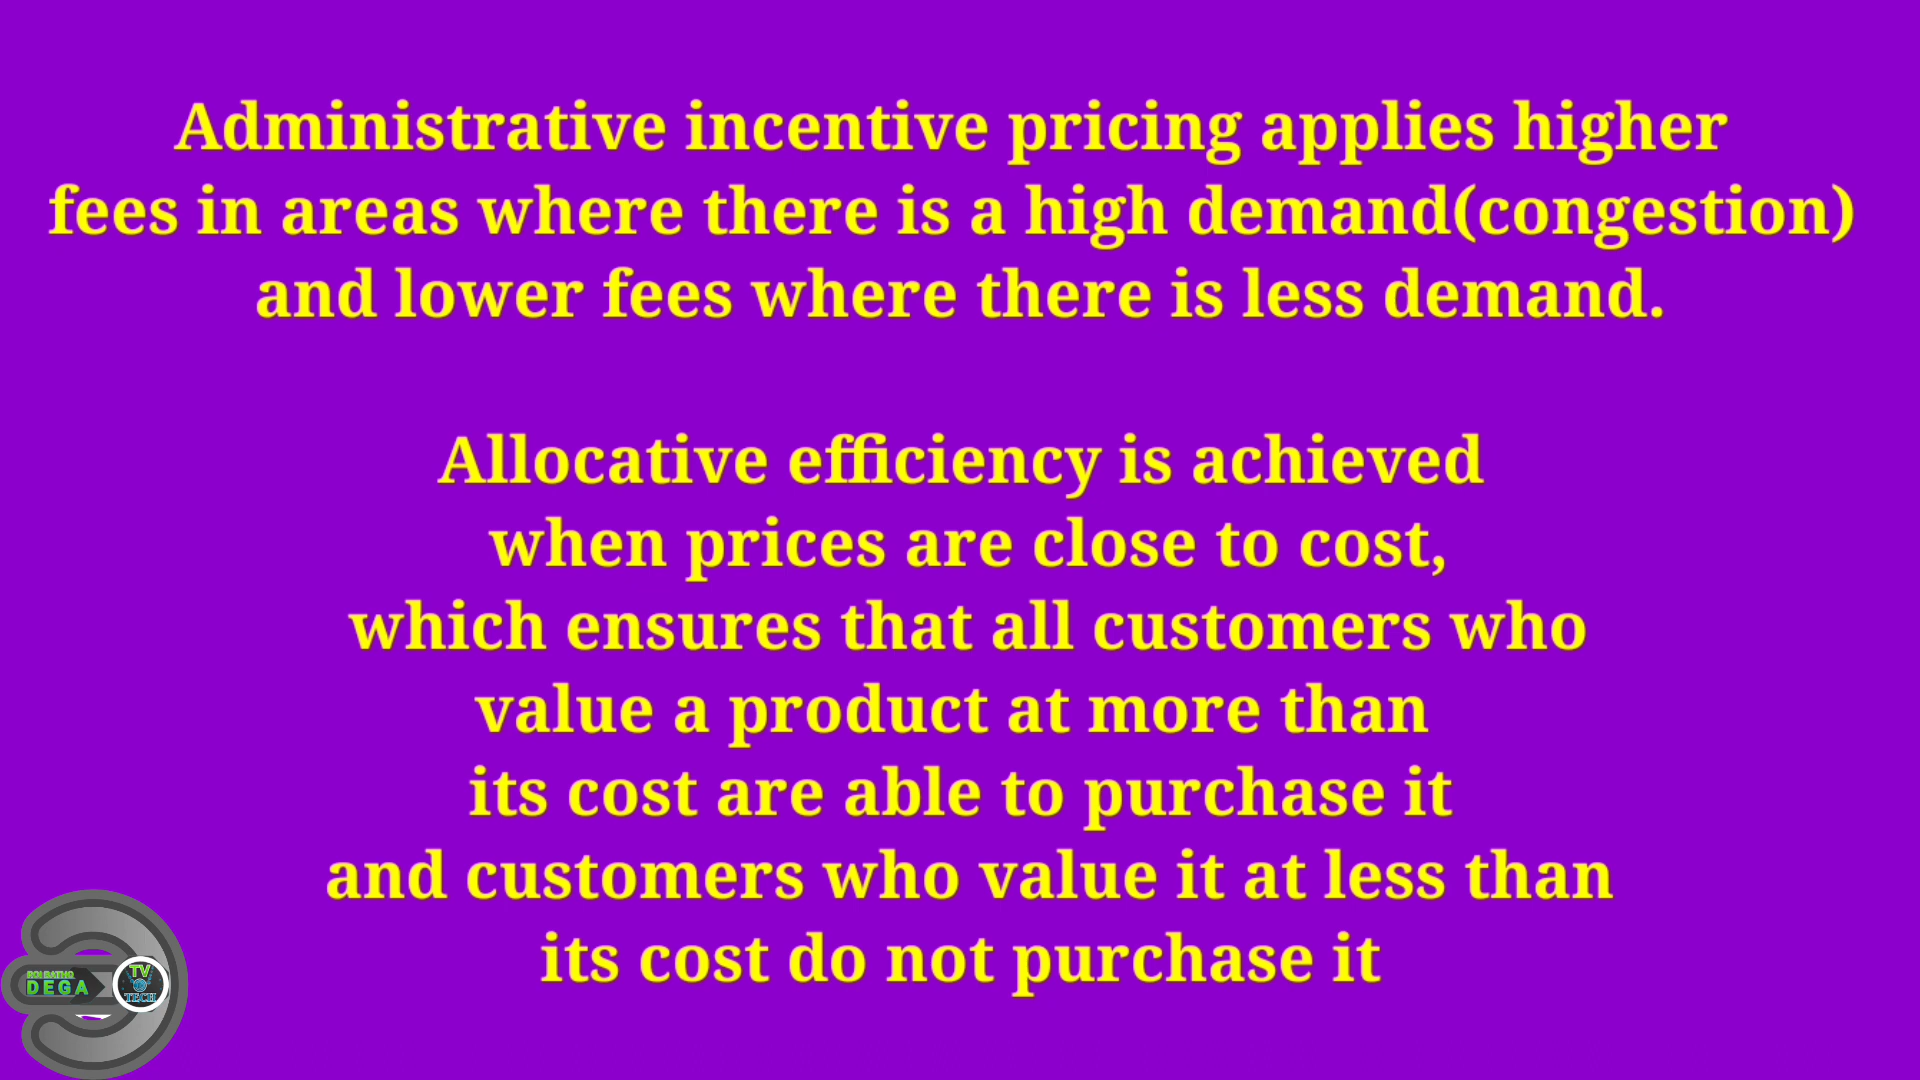 Administrative incentive pricing applies higher
fees in areas where there is a high demand(congestion)
and lower fees where there is less demand.
Allocative efficiency is achieved
when prices are close to cost,
which ensures that all customers who
value a product at more than
its cost are able to purchase it
and customers who value it at less than
its cost do not purchase it
ROI BATHO
DEGA
TV
TECH